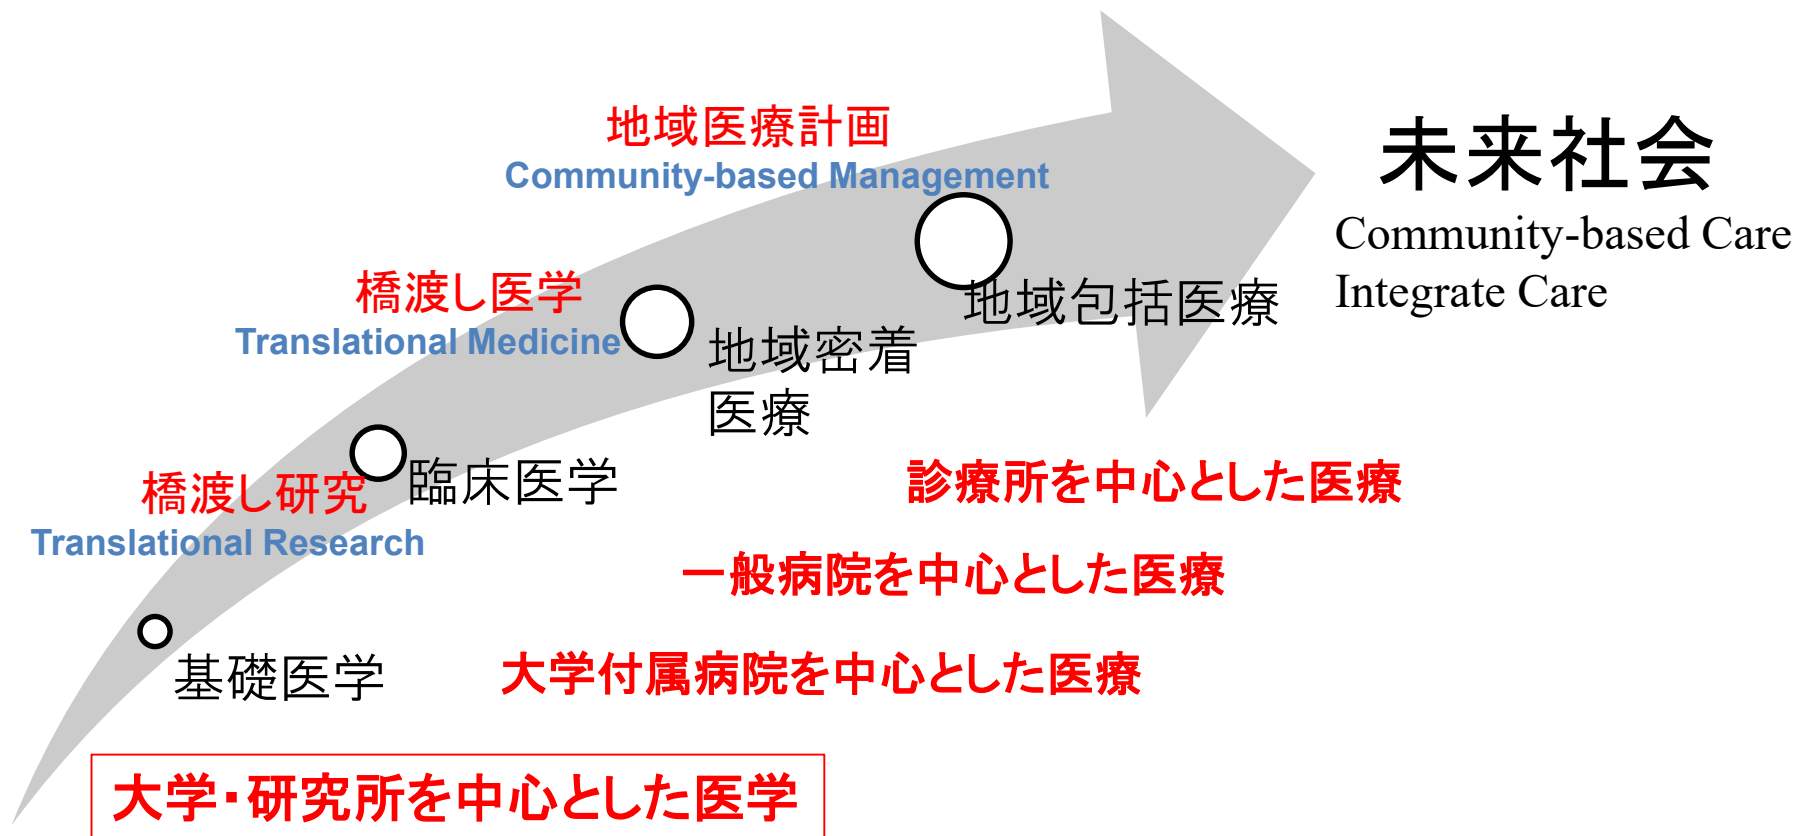 地域医療計画
Community-based Management
未来社会
Community-based Care
Integrate Care
橋渡し医学
Translational Medicine
地域包括医療
地域密着
医療
橋渡し研究
Translational Research
臨床医学
診療所を中心とした医療
一般病院を中心とした医療
基礎医学
大学付属病院を中心とした医療
大学・研究所を中心とした医学